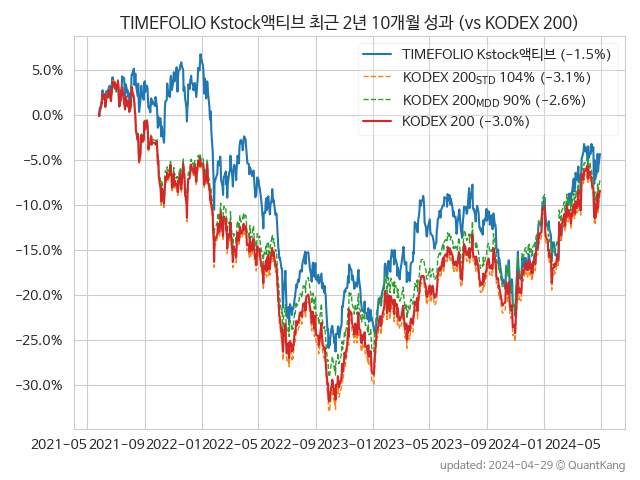 TIMEFOLIO Kstock액티브 최근 2년 10개월 성과 (vs KODEX 200)
TIMEFOLIO Kstock액티브 (−1.5%)
KODEX 200STD 104% (−3.1%)
KODEX 200MDD 90% (−2.6%)
KODEX 200 (−3.0%)
5.0%
0.0%
−5.0%
−10.0%
−15.0%
−20.0%
−25.0%
−30.0%
2021-05 2021-09 2022-01 2022-05 2022-09 2023-01 2023-05 2023-09 2024-01 2024-05
updated: 2024-04-29 © QuantKang